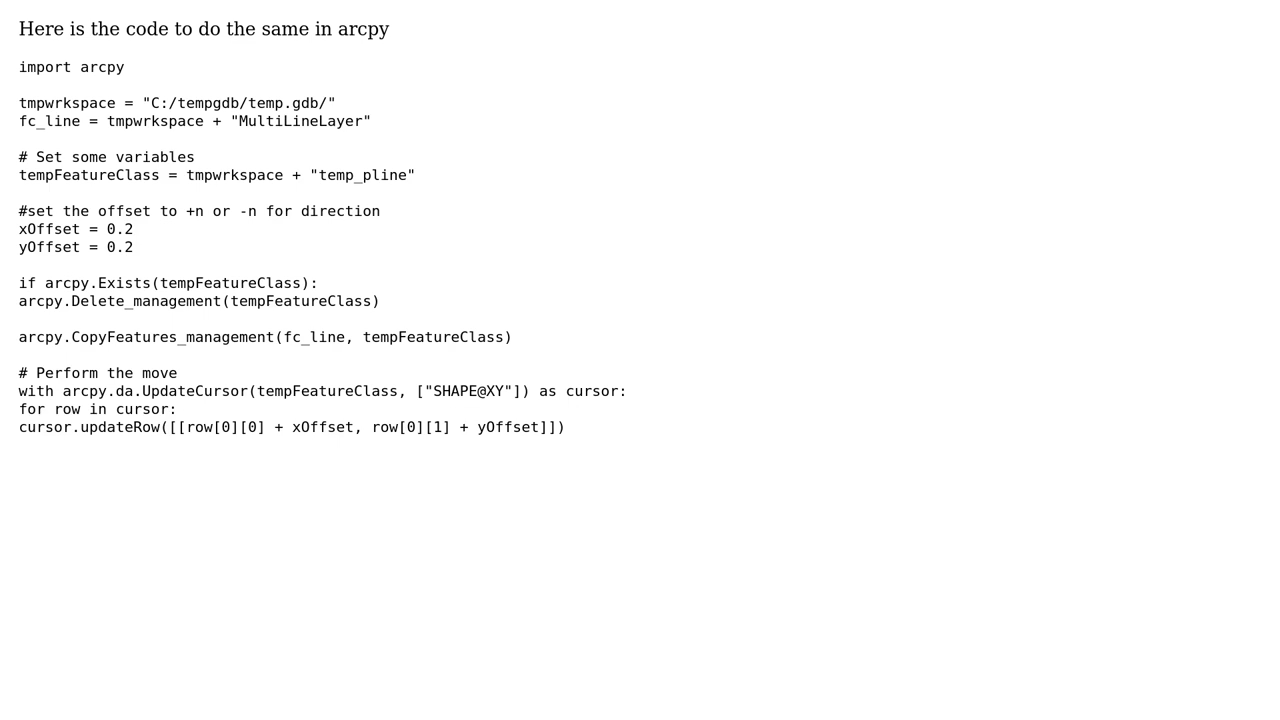 Here is the code to do the same in arcpy
import arcpy
tmpwrkspace = "C:/tempgdb/temp.gdb/"
fc_line = tmpwrkspace + "MultiLineLayer"
# Set some variables
tempFeatureClass = tmpwrkspace + "temp_pline"
#set the offset to +n or -n for direction
xOffset = 0.2
yOffset = 0.2
if arcpy.Exists(tempFeatureClass):
arcpy.Delete_management(tempFeatureClass)
arcpy.CopyFeatures_management(fc_line, tempFeatureClass)
# Perform the move
with arcpy.da.UpdateCursor(tempFeatureClass, ["SHAPE@XY"]) as cursor:
for row in cursor:
cursor.updateRow([[row[0][0] + xOffset, row[0][1] + yOffset]])